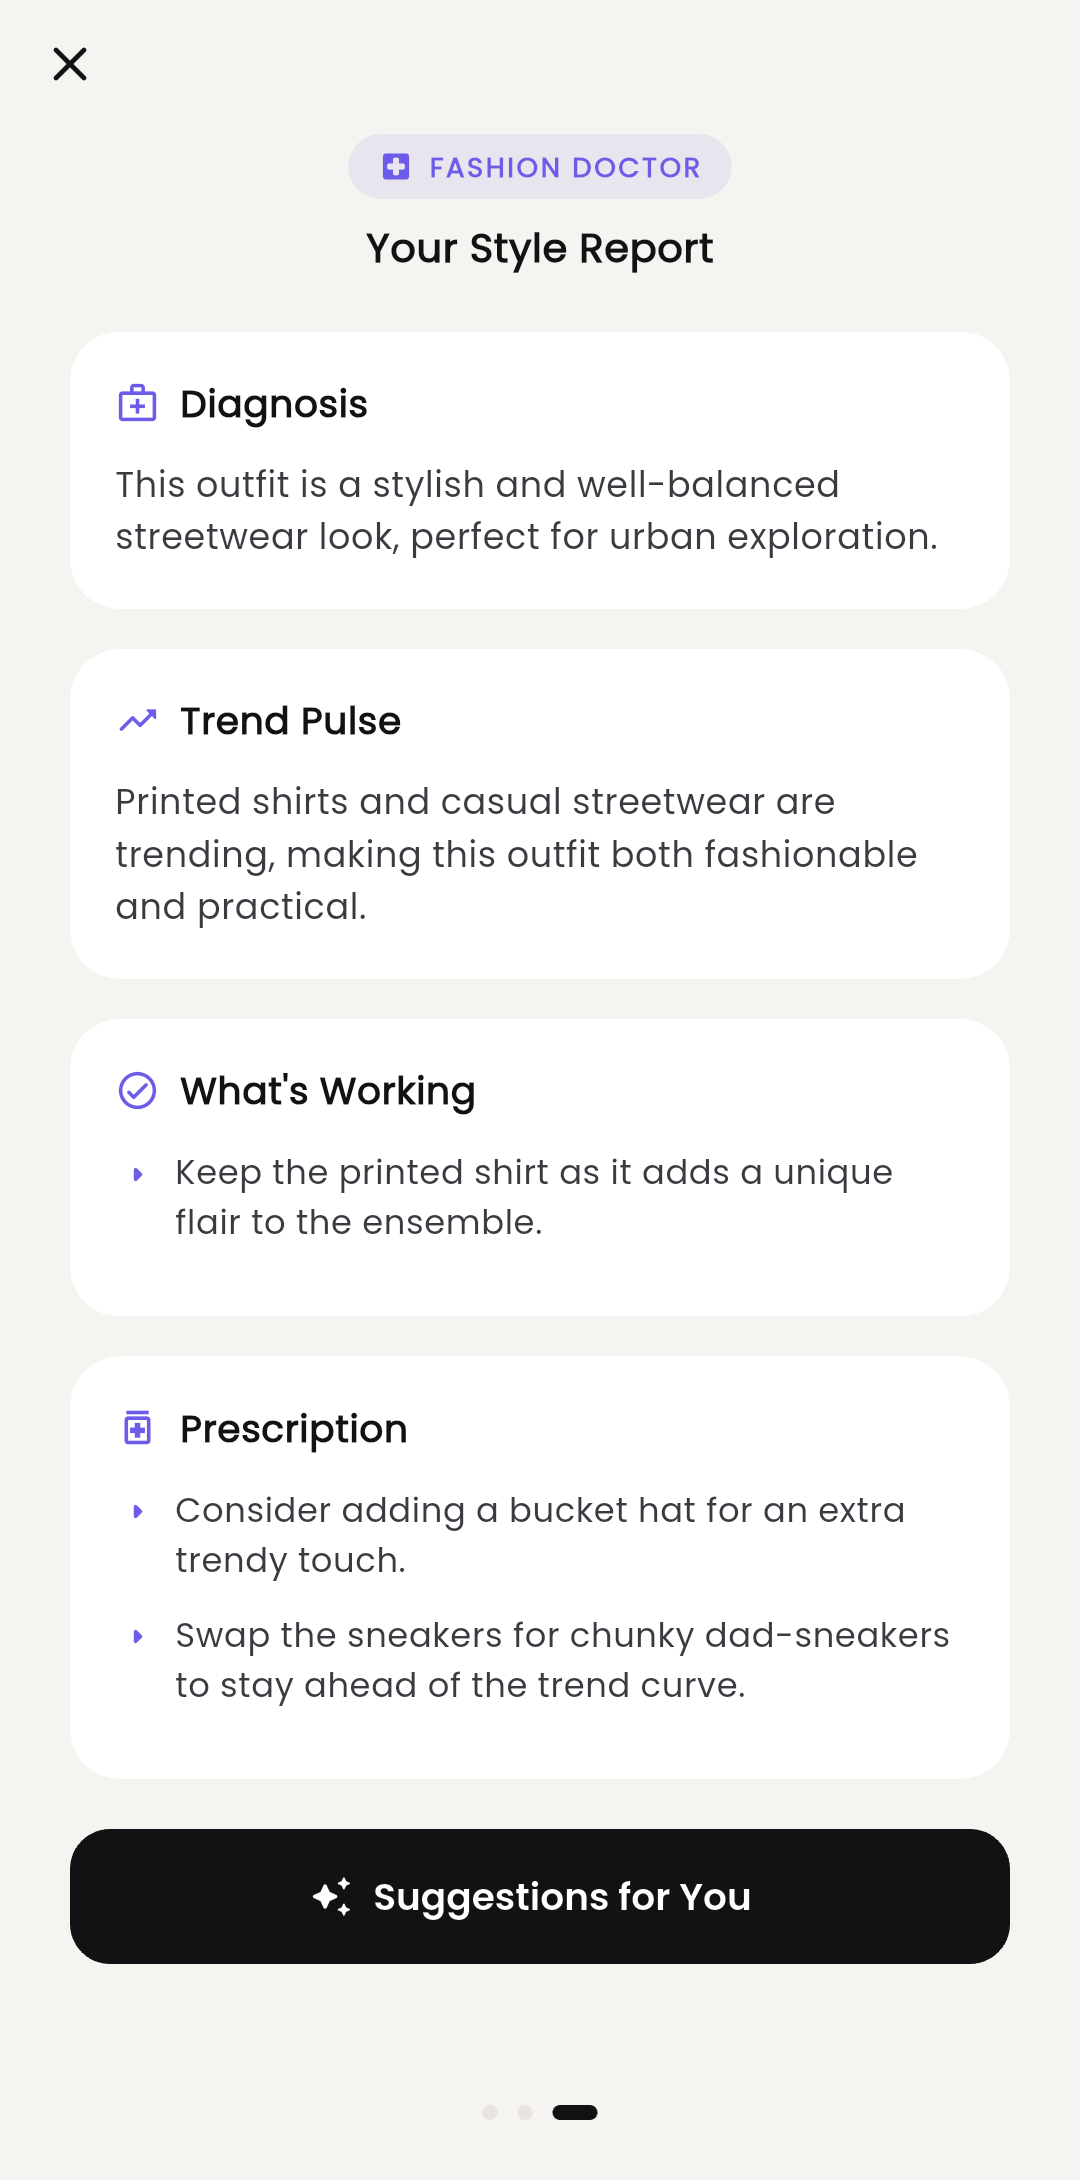 FASHION DOCTOR
Your Style Report
Diagnosis
This outfit is a stylish and well-balanced
streetwear look, perfect for urban exploration.
Trend Pulse
Printed shirts and casual streetwear are
trending, making this outfit both fashionable
and practical.
What's Working
Keep the printed shirt as it adds a unique
flair to the ensemble.
Prescription
Consider adding a bucket hat for an extra
trendy touch.
Swap the sneakers for chunky dad-sneakers
to stay ahead of the trend curve.
Suggestions for You